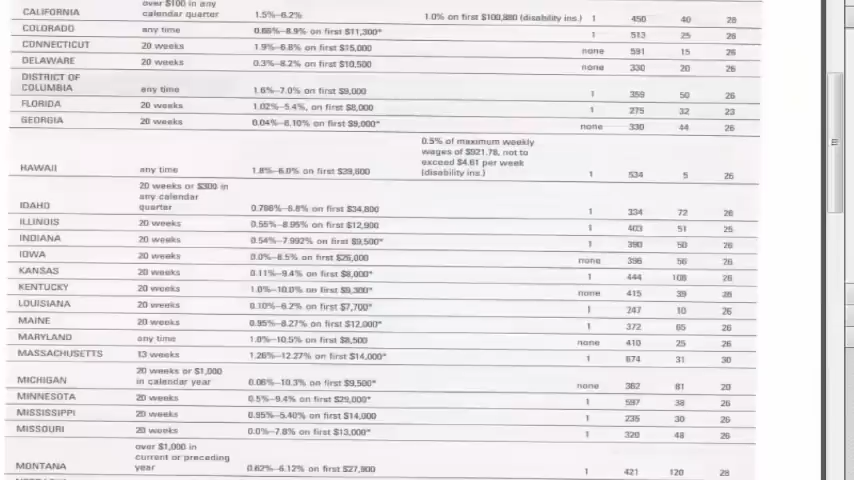 over $100 in any
CALIFORNIA calendar quarter 1.5%–6.2% 1.0% on first $100,880 (disability ins.) 1 450 40 26
COLORADO any time 0.66%–8.9% on first $11,300* 1 513 25 26
CONNECTICUT 20 weeks 1.9%–6.8% on first $15,000 none 591 15 26
DELAWARE 20 weeks 0.3%–8.2% on first $10,500 none 330 20 26
DISTRICT OF
COLUMBIA any time 1.6%–7.0% on first $9,000 1 359 50 26
FLORIDA 20 weeks 1.02%–5.4%, on first $8,000 1 275 32 23
GEORGIA 20 weeks 0.04%–8.10% on first $9,000* none 330 44 26
0.5% of maximum weekly
wages of $921.78, not to
exceed $4.61 per week
HAWAII any time 1.8%–6.0% on first $39,600 (disability ins.) 1 534 5 26
20 weeks or $300 in
any calendar
IDAHO quarter 0.786%–6.8% on first $34,800 1 334 72 26
ILLINOIS 20 weeks 0.55%–8.95% on first $12,900 1 403 51 25
INDIANA 20 weeks 0.54%–7.992% on first $9,500* 1 390 50 26
IOWA 20 weeks 0.0%–8.5% on first $26,000 none 396 56 26
KANSAS 20 weeks 0.11%–9.4% on first $8,000* 1 444 108 26
KENTUCKY 20 weeks 1.0%–10.0% on first $9,300* none 415 39 26
LOUISIANA 20 weeks 0.10%–6.2% on first $7,700* 1 247 10 26
MAINE 20 weeks 0.95%–8.27% on first $12,000* 1 372 65 26
MARYLAND any time 1.0%–10.5% on first $8,500 none 410 25 26
MASSACHUSETTS 13 weeks 1.26%–12.27% on first $14,000* 1 674 31 30
20 weeks or $1,000
MICHIGAN in calendar year 0.06%–10.3% on first $9,500* none 362 81 20
MINNESOTA 20 weeks 0.5%–9.4% on first $29,000* 1 597 38 26
MISSISSIPPI 20 weeks 0.95%–5.40% on first $14,000 1 235 30 26
MISSOURI 20 weeks 0.0%–7.8% on first $13,000* 1 320 48 26
over $1,000 in
current or preceding
MONTANA year 0.82%–6.12% on first $27,900 1 421 120 28